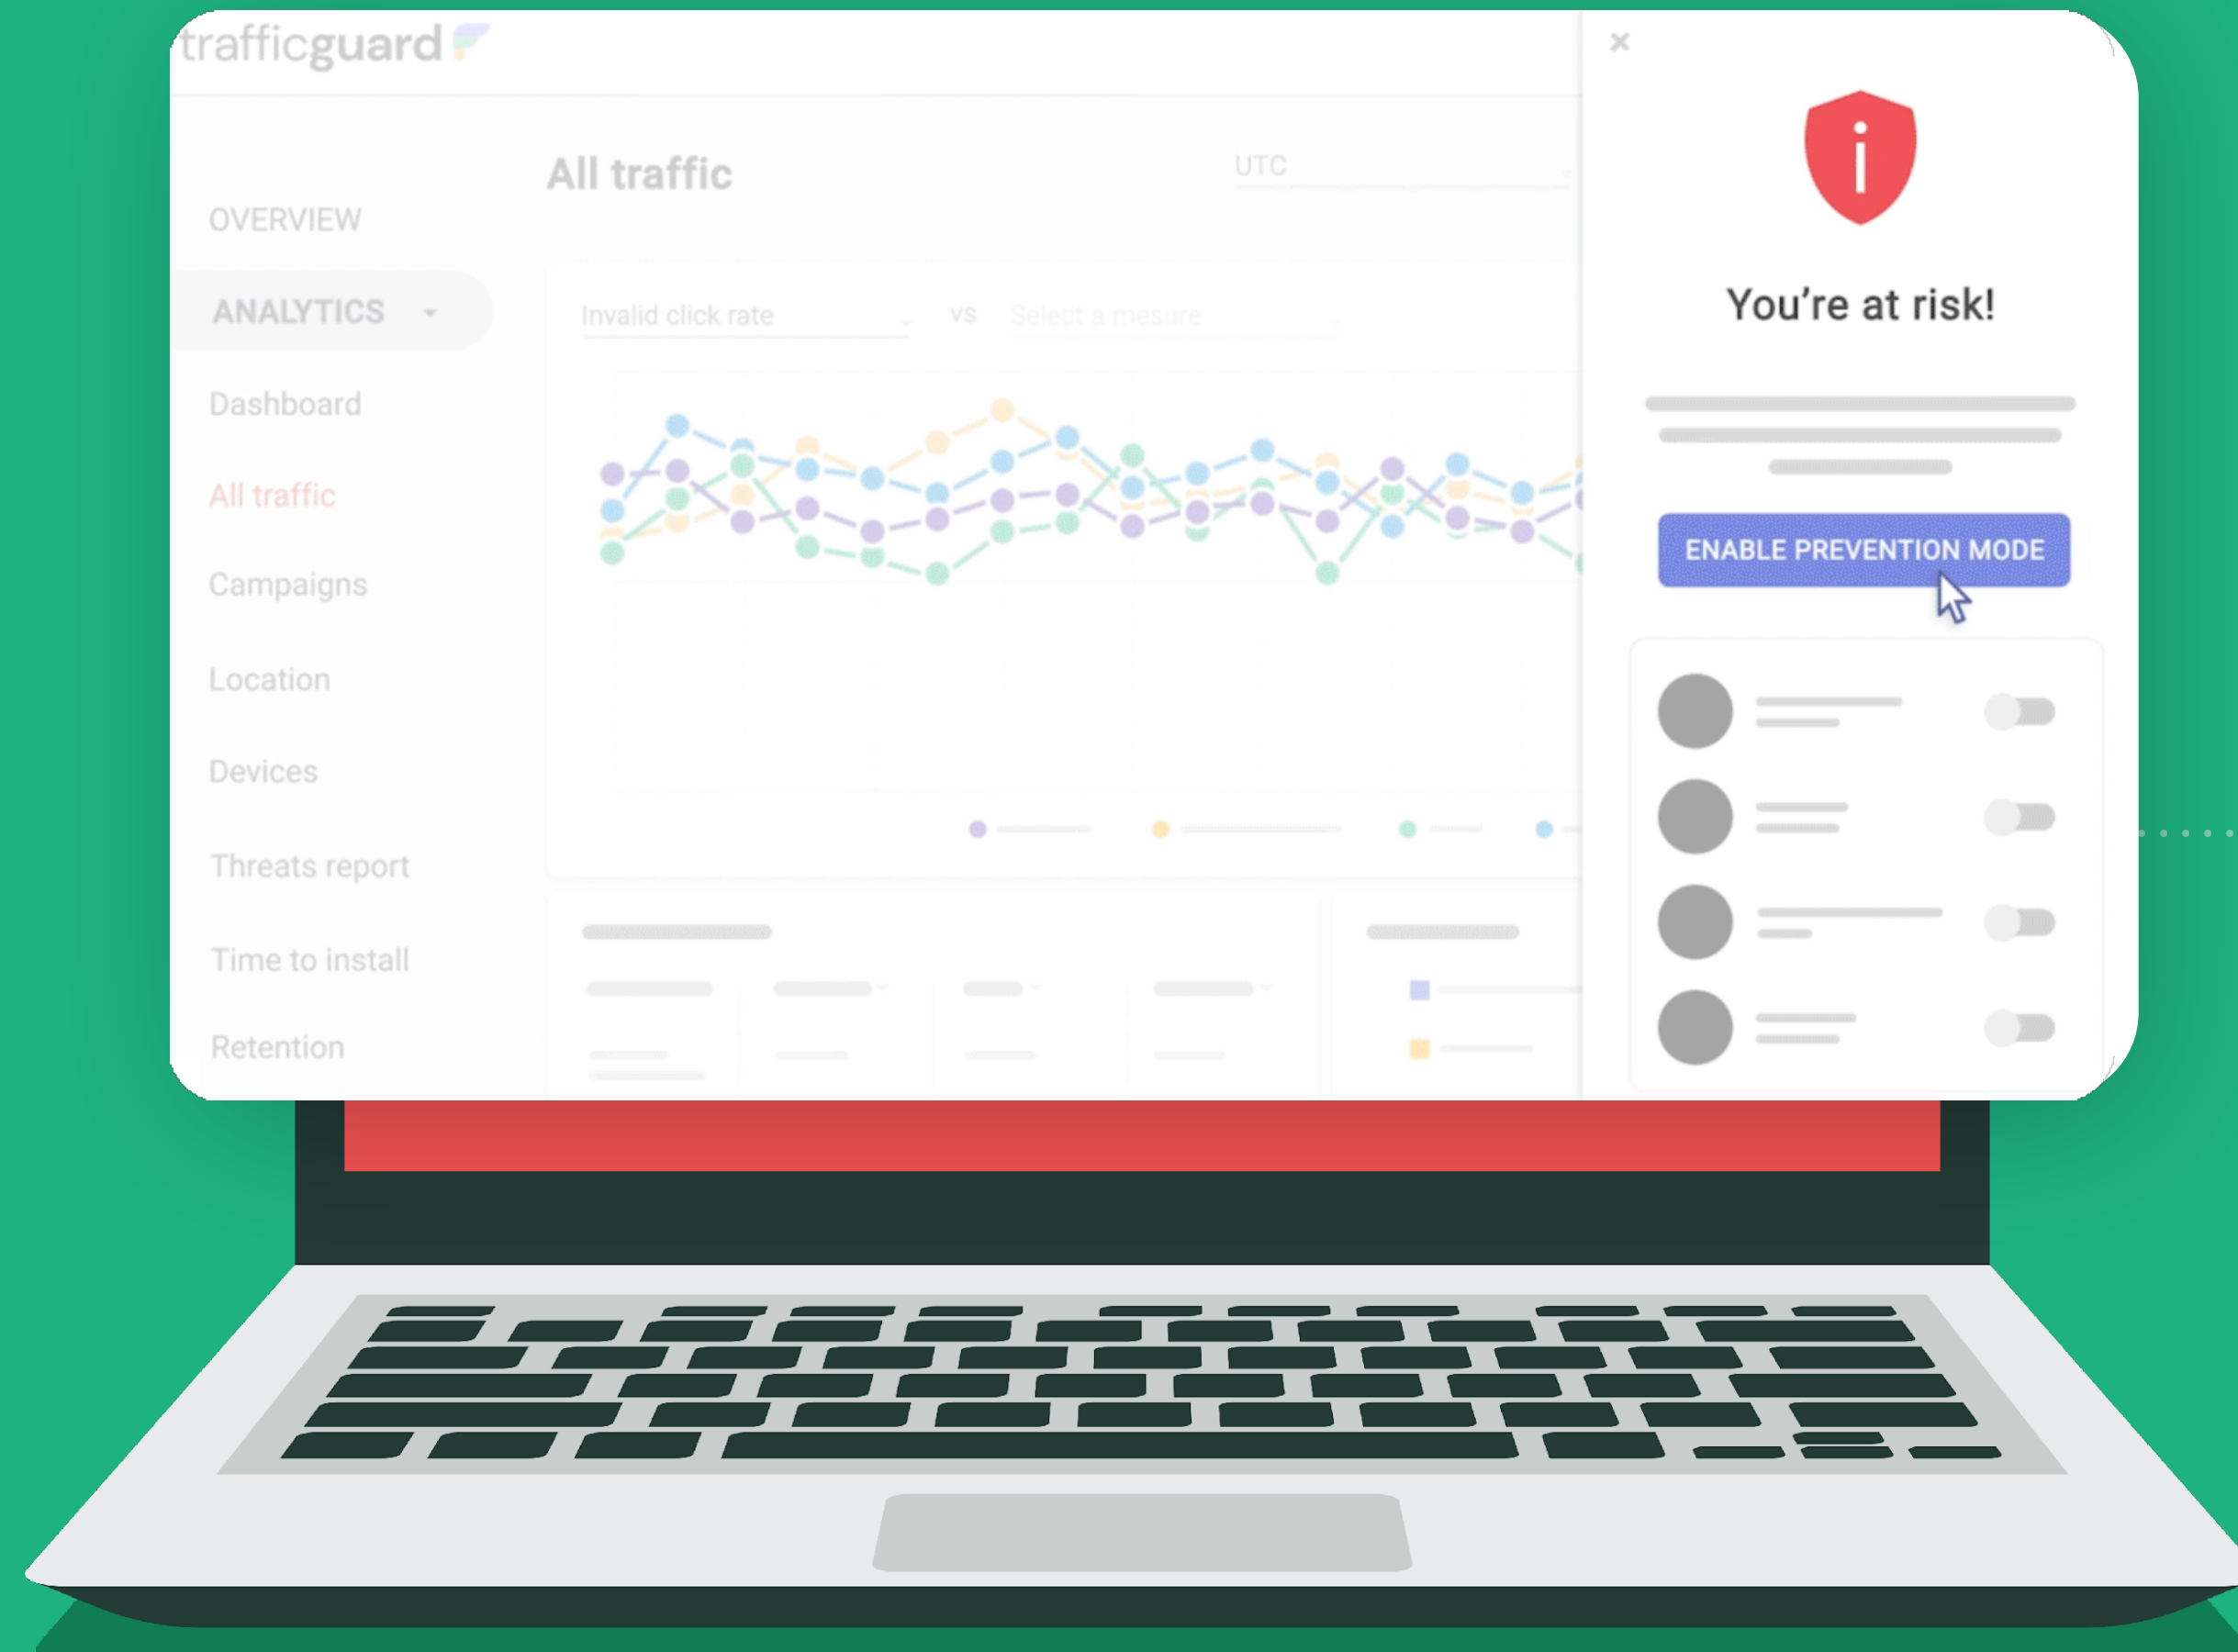 trafficguard
OVERVIEW
ANALYTICS
Dashboard
All traffic
Campaigns
Location
Devices
Threats report
Time to install
Retention
All traffic
UTC
Invalid click rate
vs
Select a mesure
You're at risk!
ENABLE PREVENTION MODE